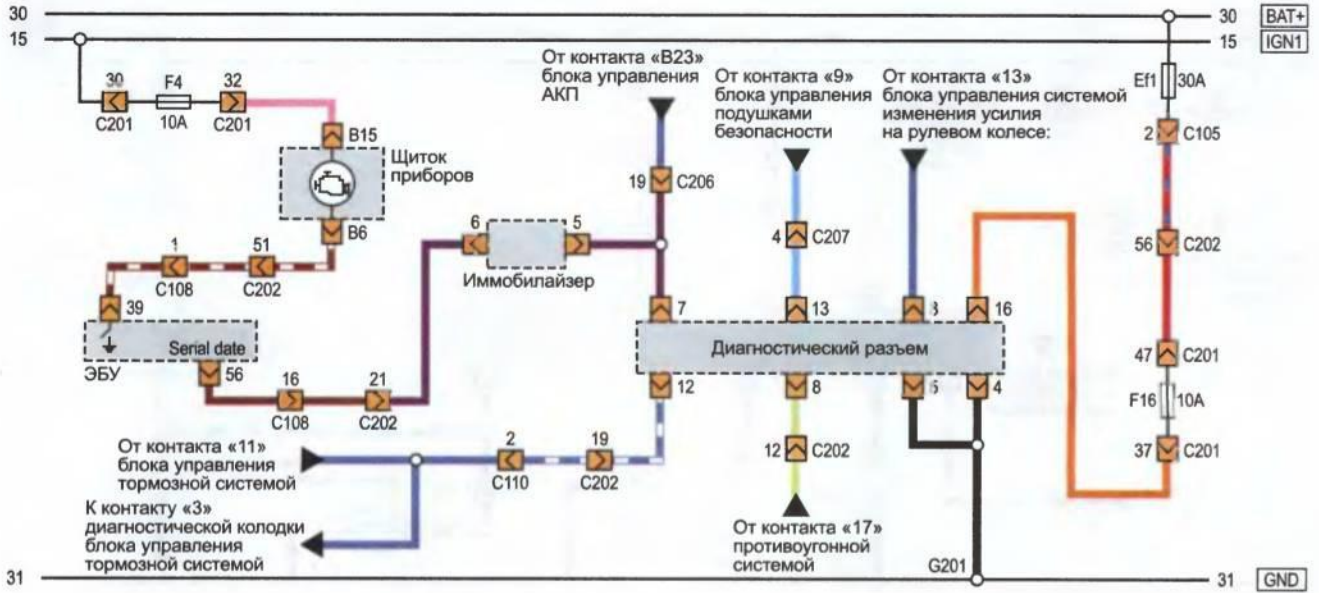 30
30 BAT+
15
15 IGN1
От контакта «В23»
блока управления
АКП
От контакта «9»
блока управления
подушками
безопасности
От контакта «13»
блока управления системой
изменения усилия
на рулевом колесе:
30 F4 32
C201 10A C201
Ef1 30A
2 C105
B15
Щиток
приборов
B6
19 C206
4 C207
56 C202
6 5
Иммобилайзер
1 51
C108 C202
39
Serial date
ЭБУ
56
7 13 3 16
Диагностический разъем
12 8 5 4
47 C201
F16 10A
37 C201
16 21
C108 C202
От контакта «11»
блока управления
тормозной системой
2 19
C110 C202
12 C202
К контакту «3»
диагностической колодки
блока управления
тормозной системой
От контакта «17»
противоугонной
системой
G201
31
31 GND